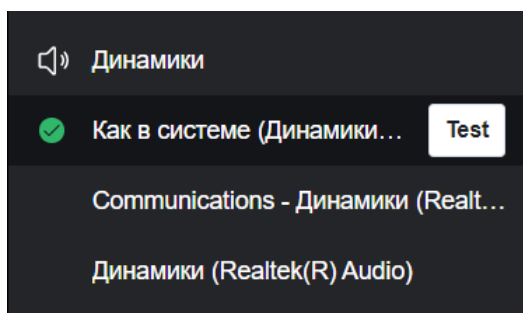 Динамики
Как в системе (Динамики… Test
Communications - Динамики (Realt…
Динамики (Realtek(R) Audio)